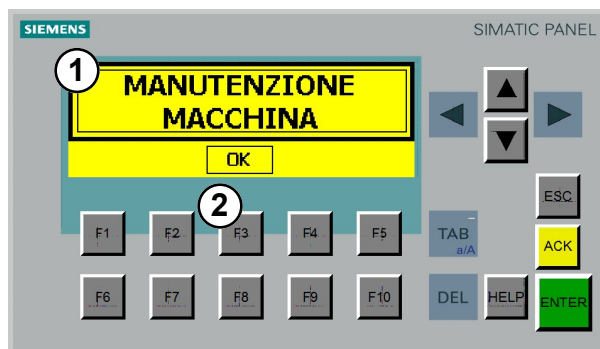 SIEMENS
SIMATIC PANEL
1
MANUTENZIONE
MACCHINA
OK
2
F1 F2 F3 F4 F5
TAB
a/A
ESC
ACK
F6 F7 F8 F9 F10
DEL HELP ENTER